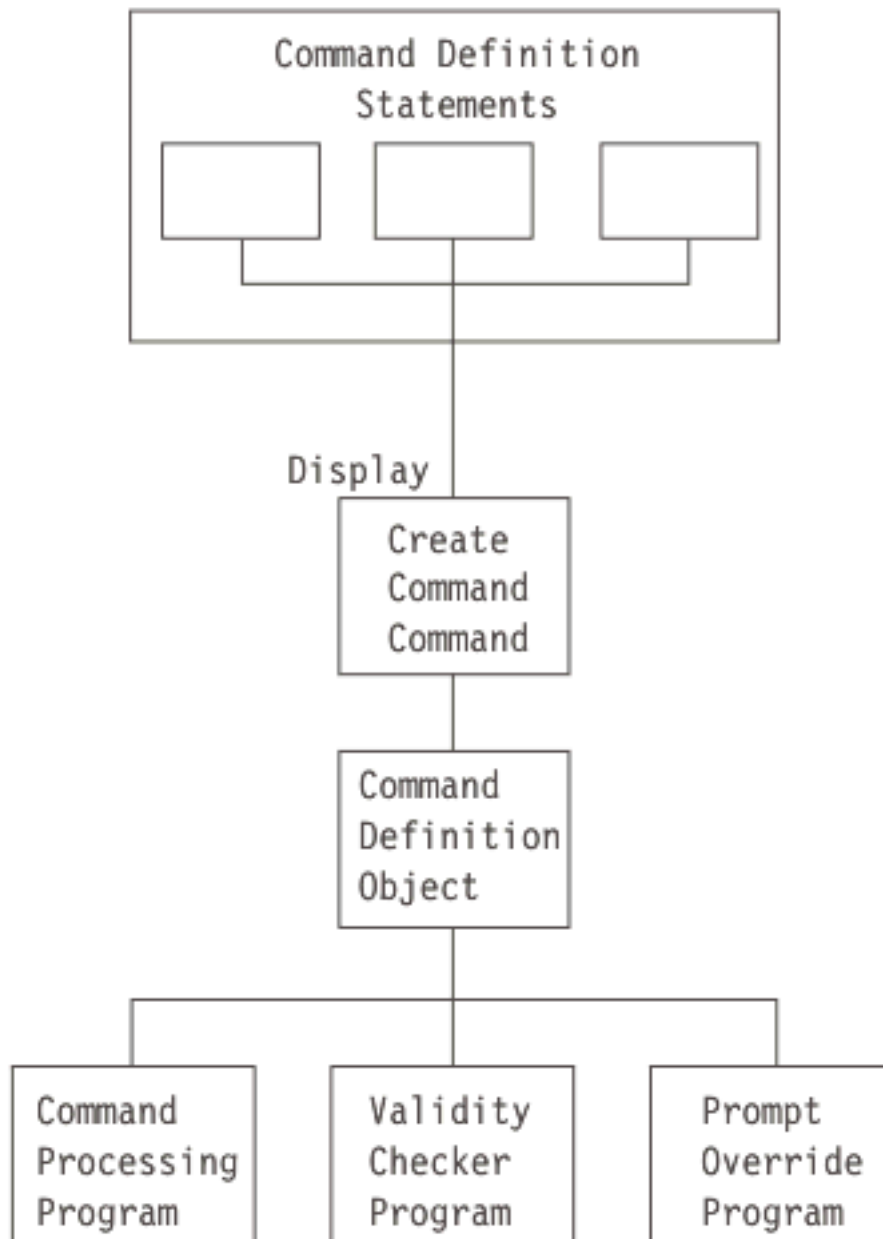 Command Definition
Statements
Display
Create
Command
Command
Command
Definition
Object
Command
Processing
Program
Validity
Checker
Program
Prompt
Override
Program